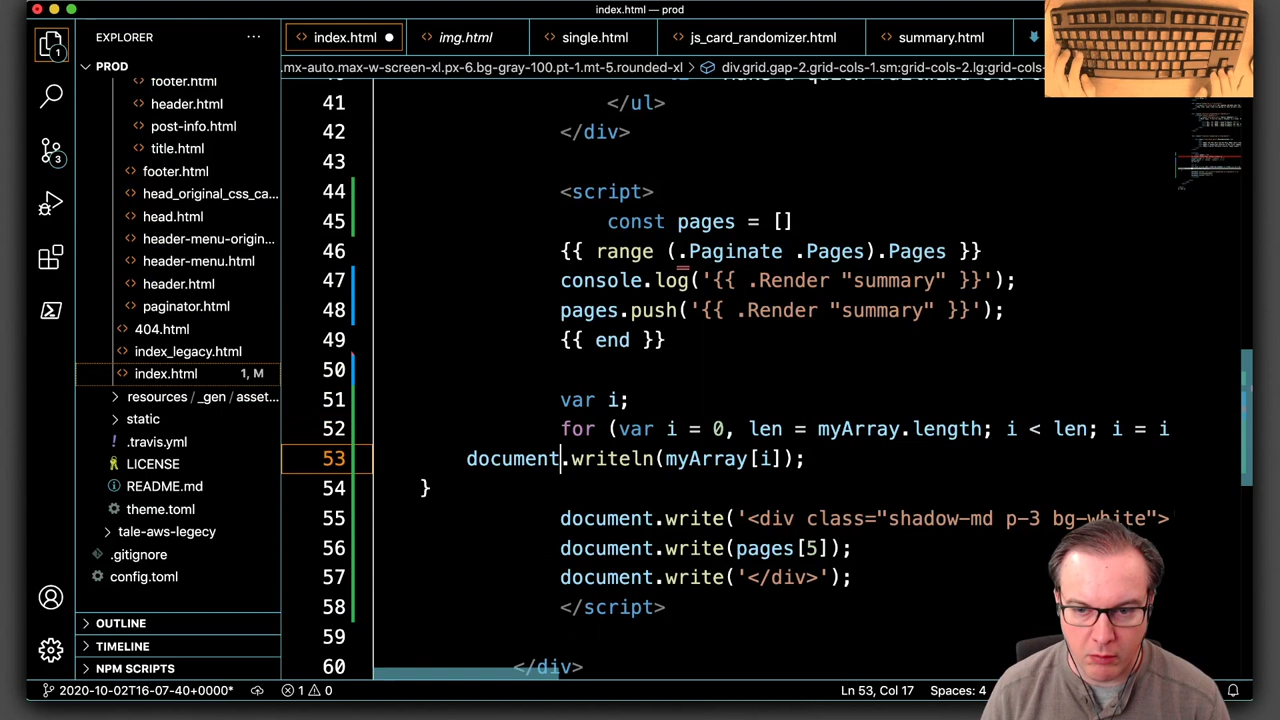 index.html — prod
EXPLORER ...
index.html img.html single.html js_card_randomizer.html summary.html
PROD
.mx-auto.max-w-screen-xl.px-6.bg-gray-100.pt-1.mt-5.rounded-xl > div.grid.gap-2.grid-cols-1.sm:grid-cols-2.lg:grid-cols-
footer.html
header.html
post-info.html
title.html
footer.html
head_original_css_ca...
head.html
header-menu-origin...
header-menu.html
header.html
paginator.html
404.html
index_legacy.html
index.html 1, M
resources / _gen / asset...
static
.travis.yml
LICENSE
README.md
theme.toml
tale-aws-legacy
.gitignore
config.toml
OUTLINE
TIMELINE
NPM SCRIPTS
41 </ul>
42 </div>
43
44 <script>
45 const pages = []
46 {{ range (.Paginate .Pages).Pages }}
47 console.log('{{ .Render "summary" }}');
48 pages.push('{{ .Render "summary" }}');
49 {{ end }}
50
51 var i;
52 for (var i = 0, len = myArray.length; i < len; i = i
53 document.writeln(myArray[i]);
54 }
55 document.write('<div class="shadow-md p-3 bg-white">
56 document.write(pages[5]);
57 document.write('</div>');
58 </script>
59
60 </div>
1
3
2020-10-02T16-07-40+0000* 1 0 Ln 53, Col 17 Spaces: 4